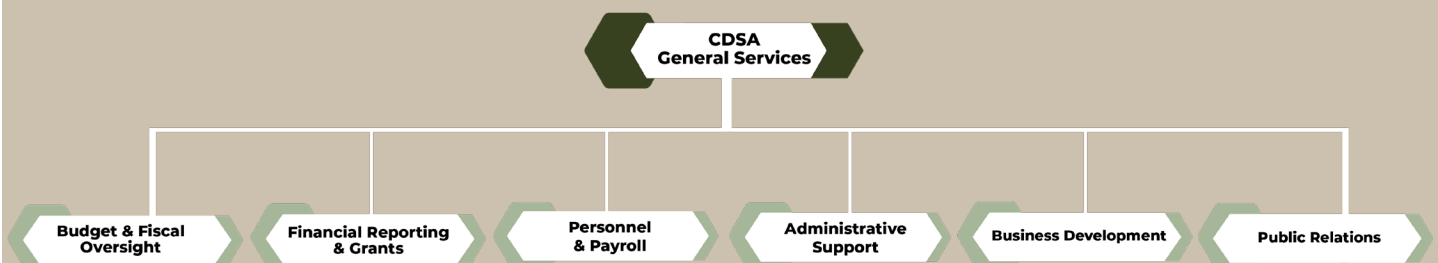 CDSA
General Services
Budget & Fiscal
Oversight
Financial Reporting
& Grants
Personnel
& Payroll
Administrative
Support
Business Development
Public Relations